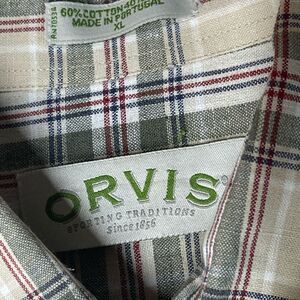 60% COTTON 40
MADE IN PORTUGAL
XL
ORVIS
SPORTING TRADITIONS
Since 1856